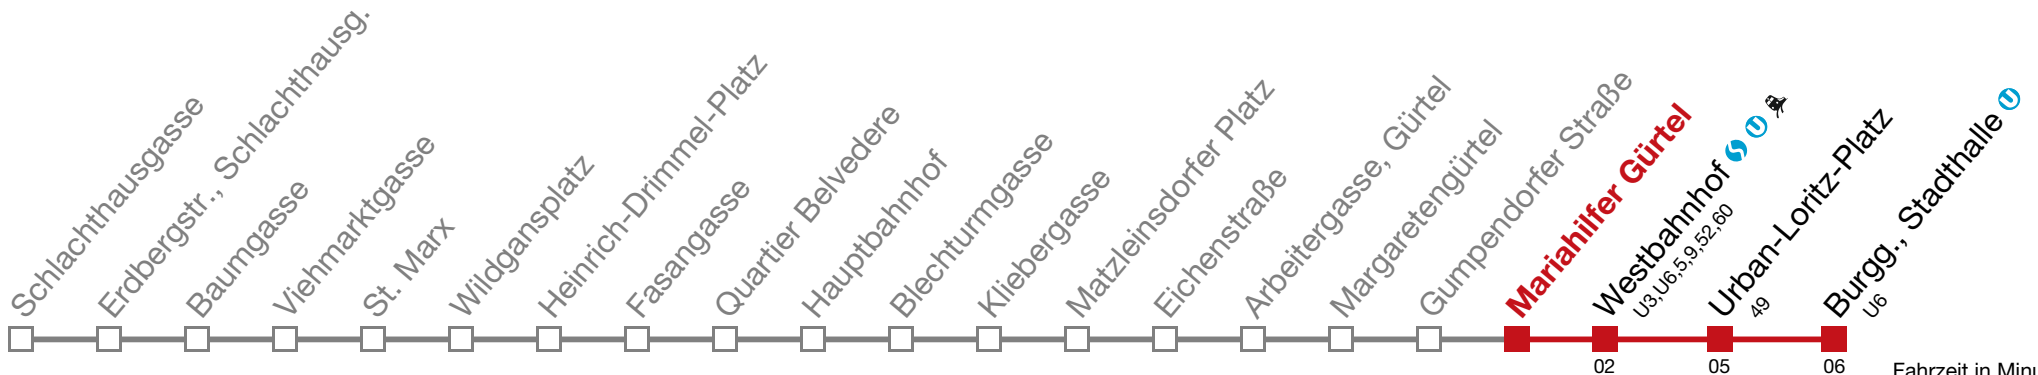 Schlachthausgasse
Erdbergstr., Schlachthausg.
Baumgasse
Viehmarktgasse
St. Marx
Wildgansplatz
Heinrich-Drimmel-Platz
Fasangasse
Quartier Belvedere
Hauptbahnhof
Blechturmgasse
Kliebergasse
Matzleinsdorfer Platz
Eichenstraße
Arbeitergasse, Gürtel
Margaretengürtel
Gumpendorfer Straße
Mariahilfer Gürtel
Westbahnhof S U
U3,U6,5,9,52,60
Urban-Loritz-Platz
49
Burgg., Stadthalle U
U6
02 05 06
Fahrzeit in